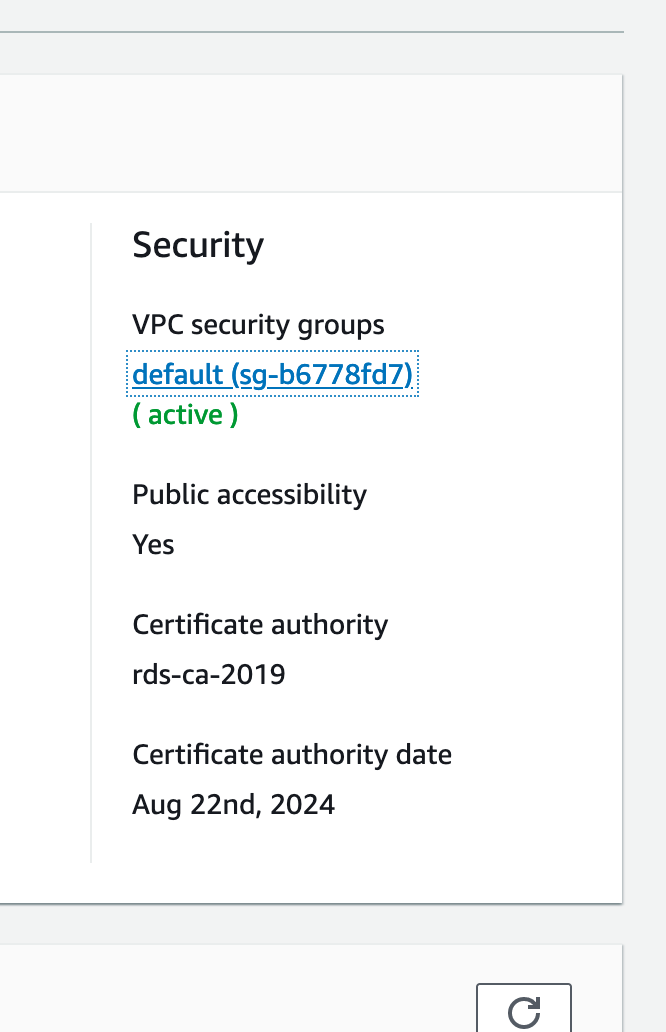 Security
VPC security groups
default (sg-b6778fd7)
( active )
Public accessibility
Yes
Certificate authority
rds-ca-2019
Certificate authority date
Aug 22nd, 2024